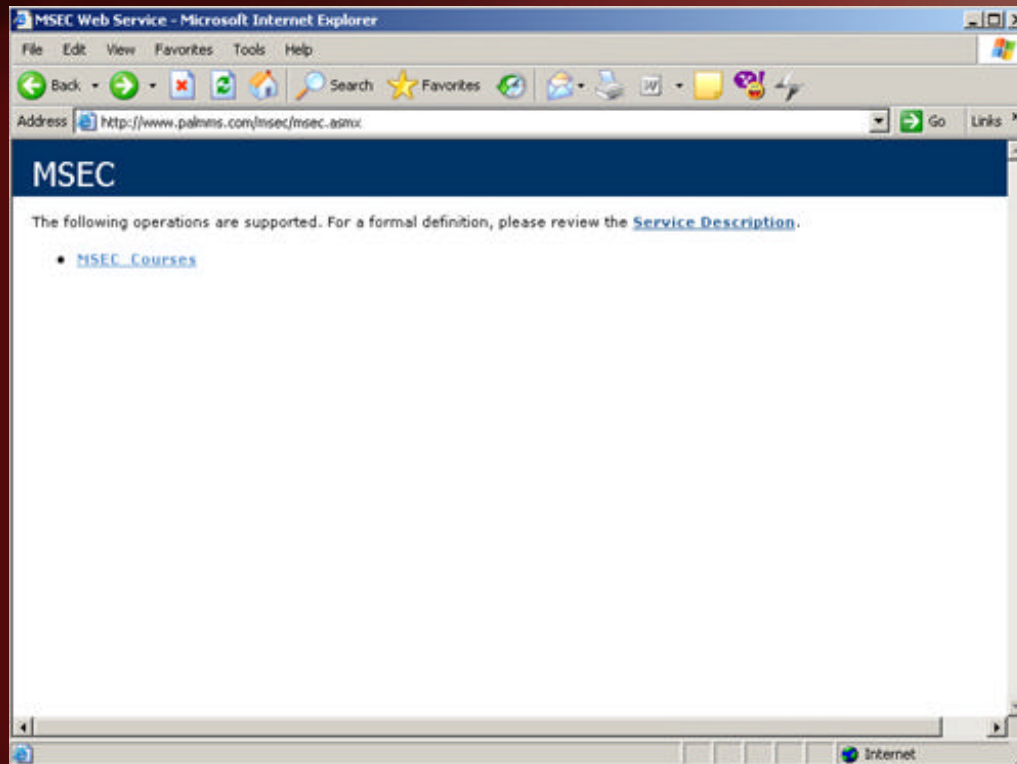 MSEC Web Service - Microsoft Internet Explorer
File Edit View Favorites Tools Help
Back Search Favorites
Address http://www.palmms.com/msec/msec.asmx Go Links
MSEC
The following operations are supported. For a formal definition, please review the Service Description.
MSEC_Courses
Internet